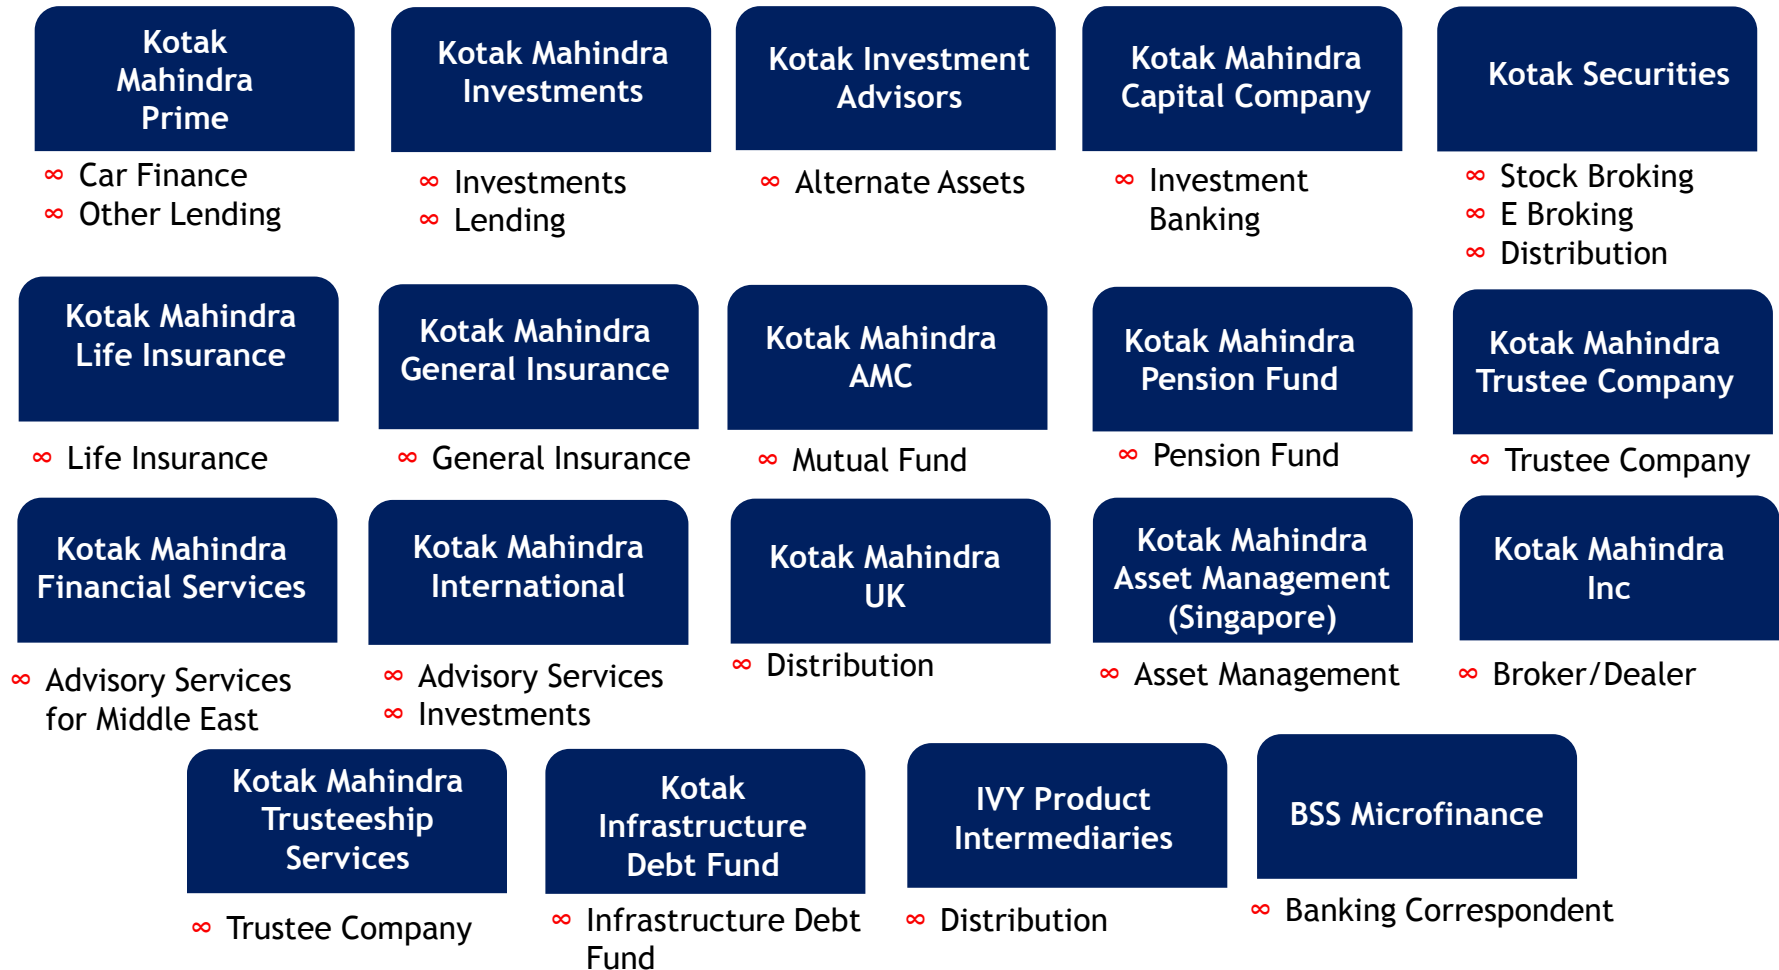 Kotak
Mahindra
Prime
∞ Car Finance
∞ Other Lending
Kotak Mahindra
Investments
∞ Investments
∞ Lending
Kotak Investment
Advisors
∞ Alternate Assets
Kotak Mahindra
Capital Company
∞ Investment
Banking
Kotak Securities
∞ Stock Broking
∞ E Broking
∞ Distribution
Kotak Mahindra
Life Insurance
∞ Life Insurance
Kotak Mahindra
General Insurance
∞ General Insurance
Kotak Mahindra
AMC
∞ Mutual Fund
Kotak Mahindra
Pension Fund
∞ Pension Fund
Kotak Mahindra
Trustee Company
∞ Trustee Company
Kotak Mahindra
Financial Services
∞ Advisory Services
for Middle East
Kotak Mahindra
International
∞ Advisory Services
∞ Investments
Kotak Mahindra
UK
∞ Distribution
Kotak Mahindra
Asset Management
(Singapore)
∞ Asset Management
Kotak Mahindra
Inc
∞ Broker/Dealer
Kotak Mahindra
Trusteeship
Services
∞ Trustee Company
Kotak
Infrastructure
Debt Fund
∞ Infrastructure Debt
Fund
IVY Product
Intermediaries
∞ Distribution
BSS Microfinance
∞ Banking Correspondent